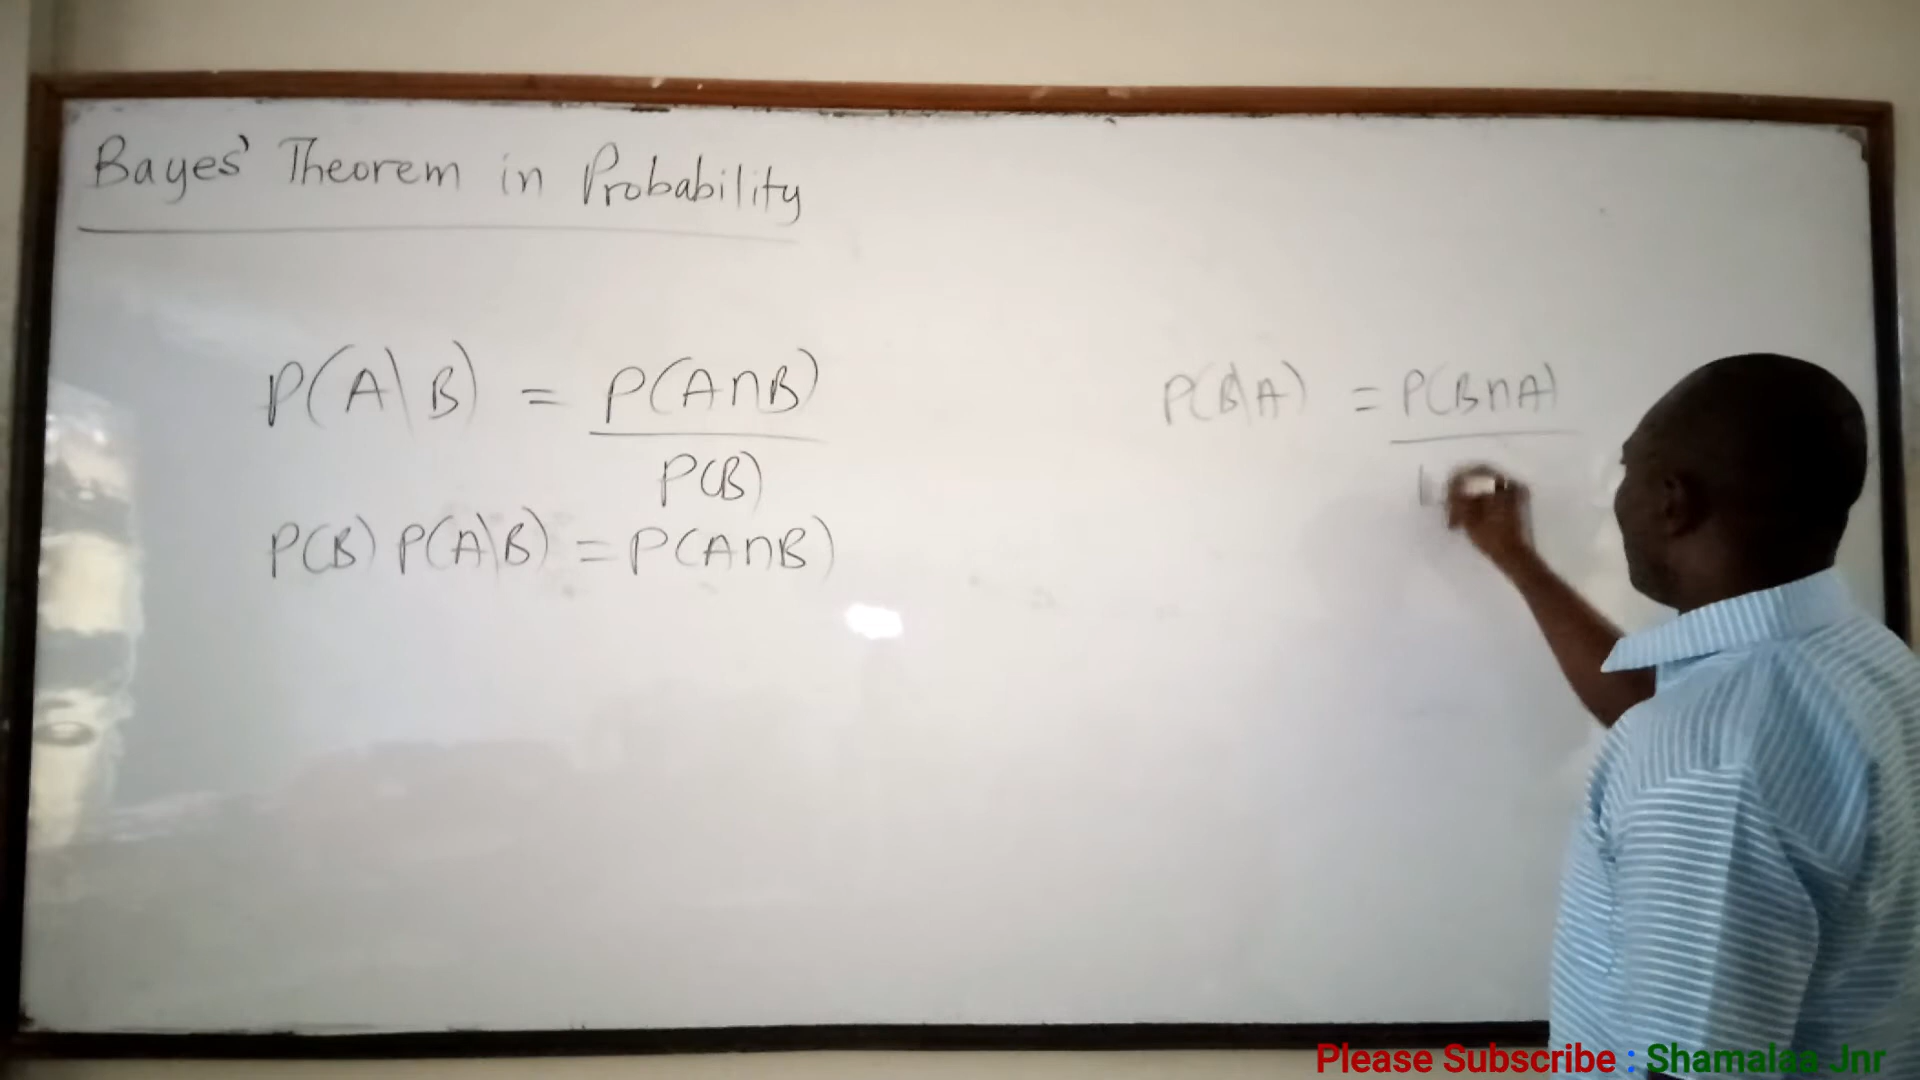 Bayes' Theorem in Probability
P(A\B) = P(A∩B)
P(B)
P(B) P(A\B) = P(A∩B)
P(B\A) = P(B∩A)
Please Subscribe : Shamalaa Jnr